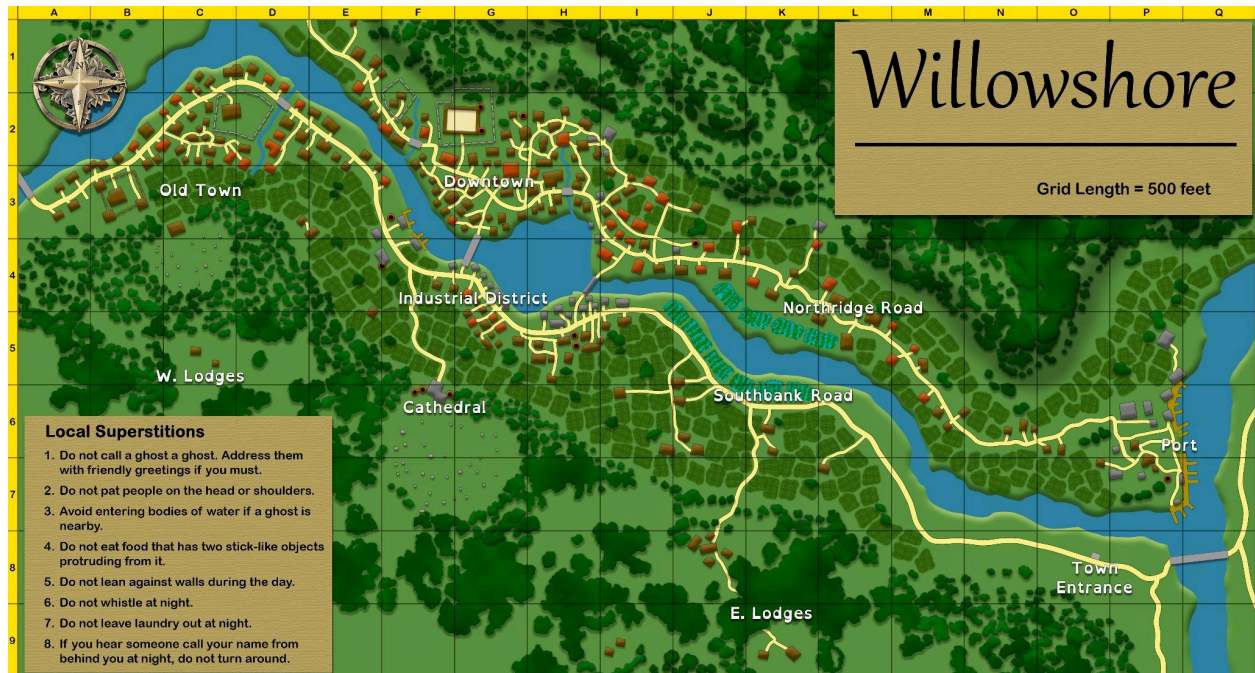 A B C D E F G H I J K L M N O P Q
1
2
3
4
5
6
7
8
9
N
E
S
W
Willowshore
Grid Length = 500 feet
Old Town
Downtown
Industrial District
Northridge Road
W. Lodges
Cathedral
Southbank Road
Port
Town
Entrance
E. Lodges
Local Superstitions
1. Do not call a ghost a ghost. Address them
with friendly greetings if you must.
2. Do not pat people on the head or shoulders.
3. Avoid entering bodies of water if a ghost is
nearby.
4. Do not eat food that has two stick-like objects
protruding from it.
5. Do not lean against walls during the day.
6. Do not whistle at night.
7. Do not leave laundry out at night.
8. If you hear someone call your name from
behind you at night, do not turn around.